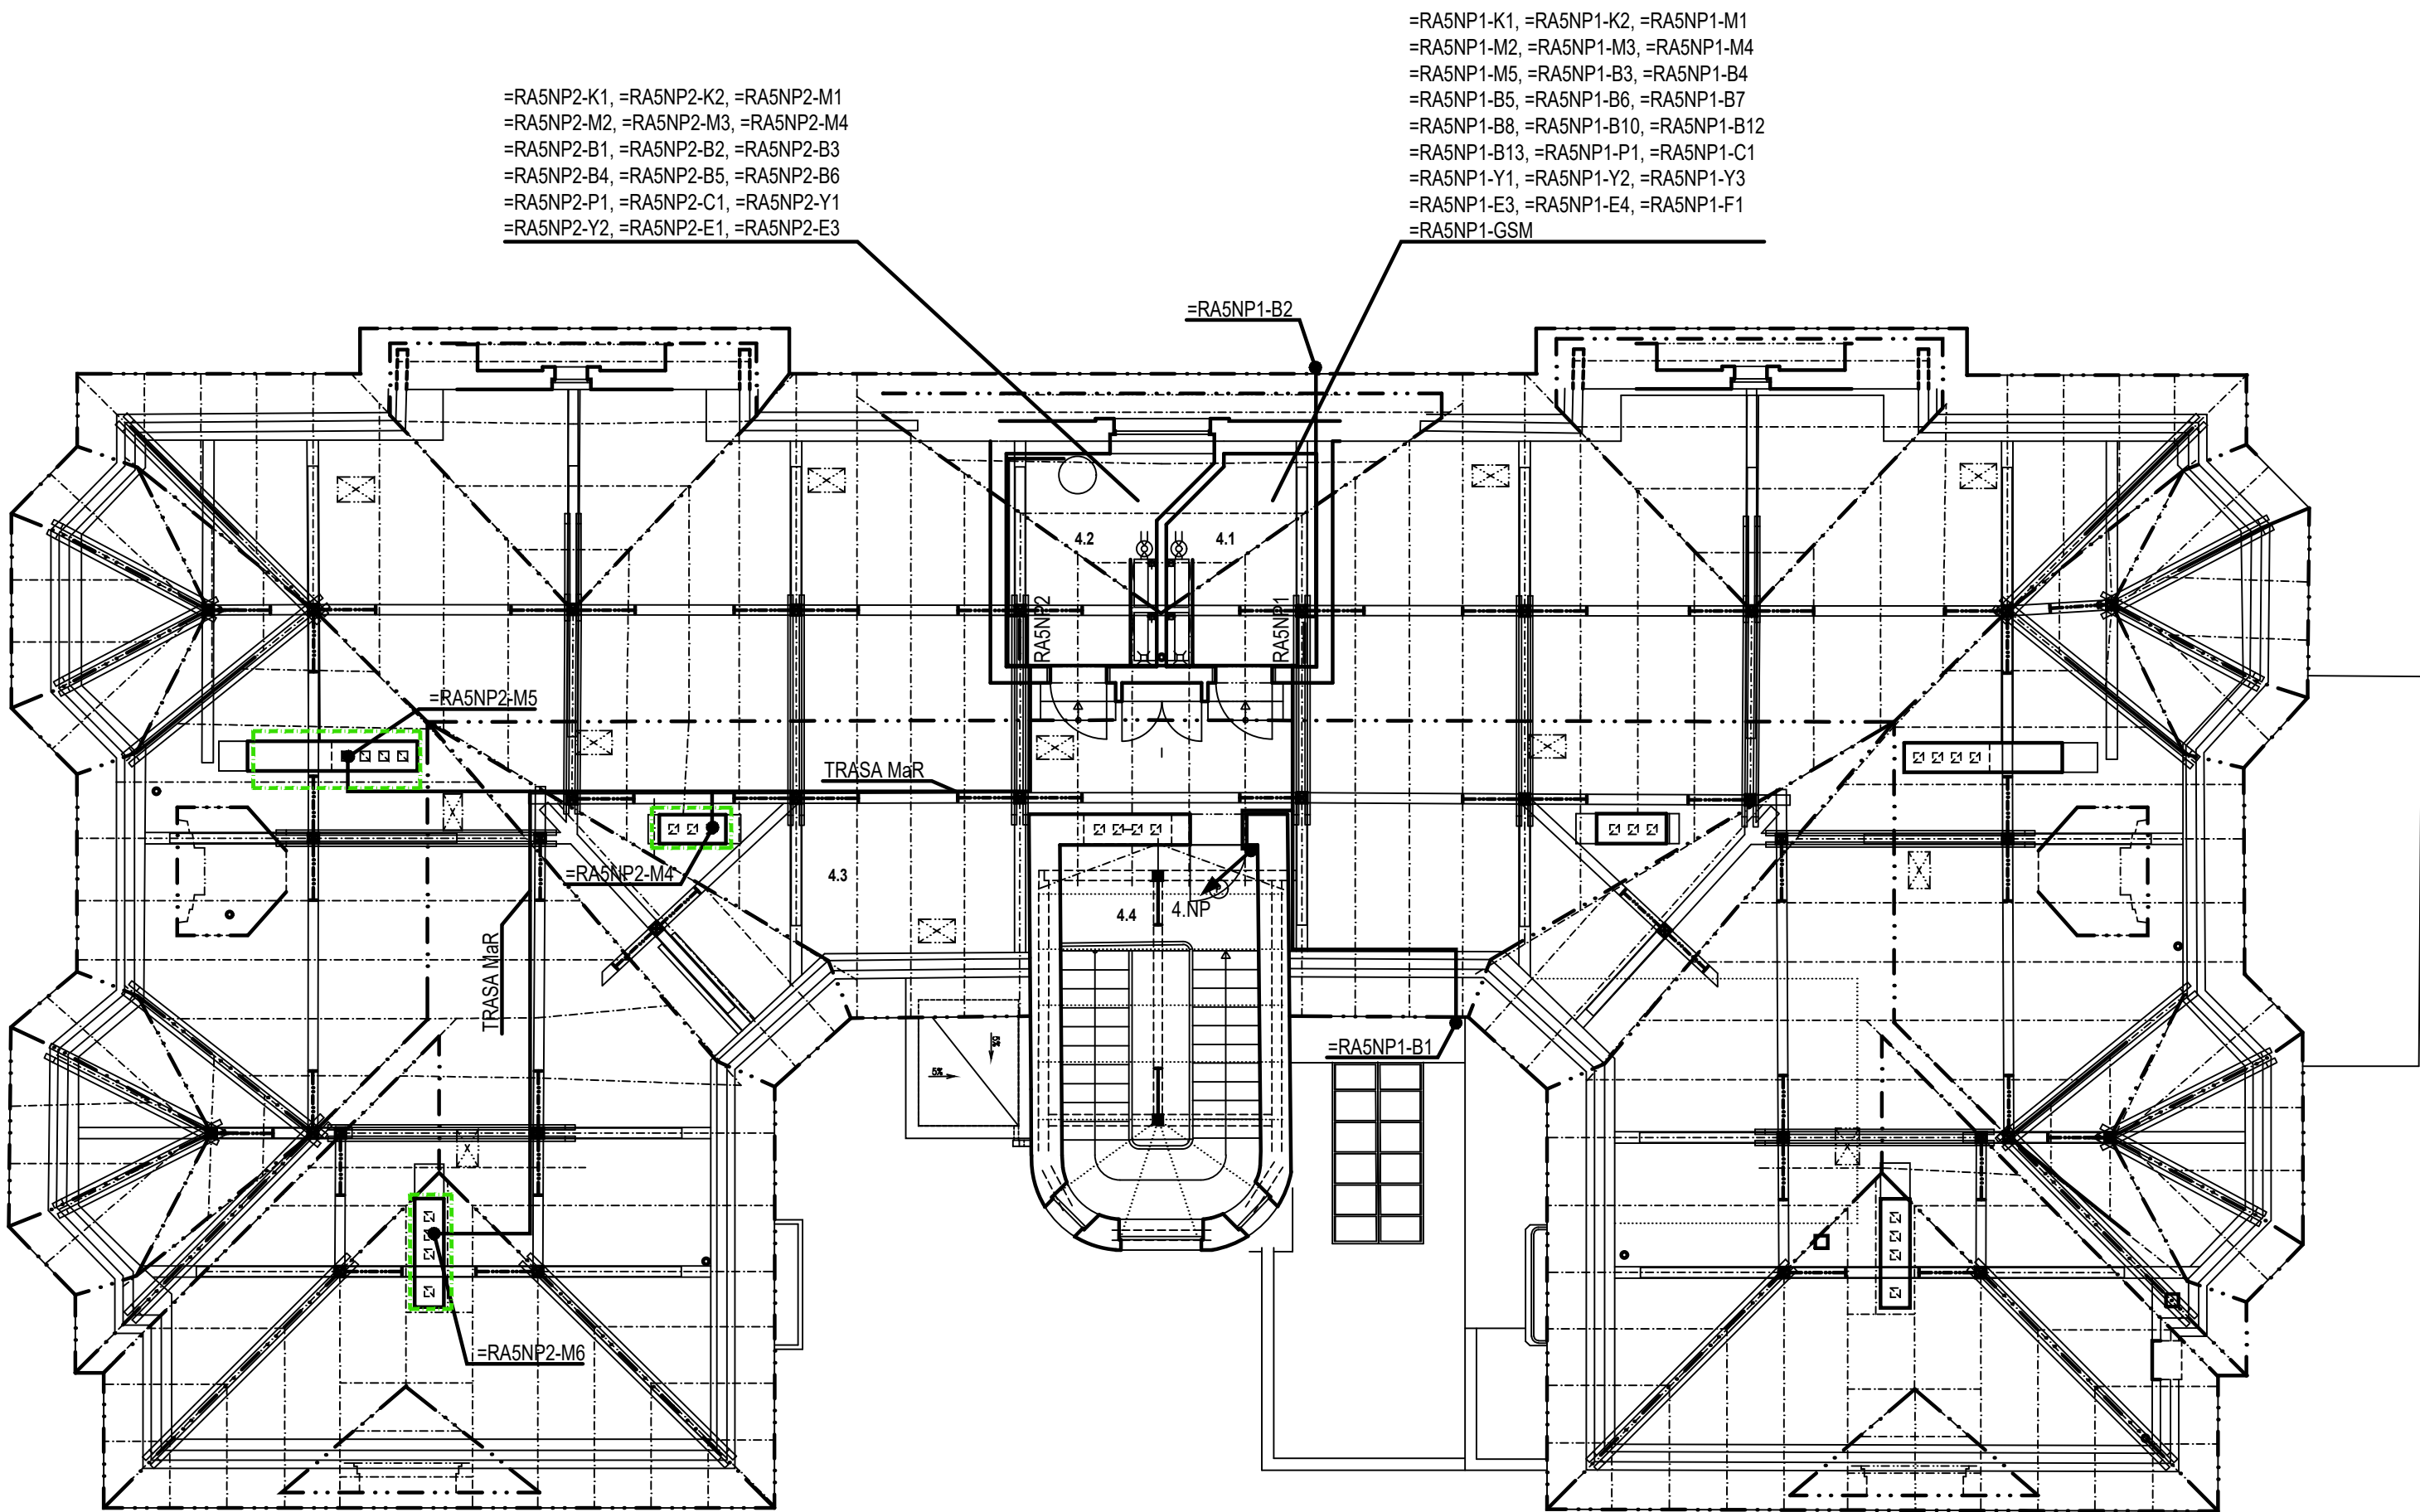 =RA5NP1-K1, =RA5NP1-K2, =RA5NP1-M1
=RA5NP1-M2, =RA5NP1-M3, =RA5NP1-M4
=RA5NP1-M5, =RA5NP1-B3, =RA5NP1-B4
=RA5NP1-B5, =RA5NP1-B6, =RA5NP1-B7
=RA5NP1-B8, =RA5NP1-B10, =RA5NP1-B12
=RA5NP1-B13, =RA5NP1-P1, =RA5NP1-C1
=RA5NP1-Y1, =RA5NP1-Y2, =RA5NP1-Y3
=RA5NP1-E3, =RA5NP1-E4, =RA5NP1-F1
=RA5NP1-GSM
=RA5NP2-K1, =RA5NP2-K2, =RA5NP2-M1
=RA5NP2-M2, =RA5NP2-M3, =RA5NP2-M4
=RA5NP2-B1, =RA5NP2-B2, =RA5NP2-B3
=RA5NP2-B4, =RA5NP2-B5, =RA5NP2-B6
=RA5NP2-P1, =RA5NP2-C1, =RA5NP2-Y1
=RA5NP2-Y2, =RA5NP2-E1, =RA5NP2-E3
=RA5NP1-B2
4.2
4.1
RA5NP2
RA5NP1
=RA5NP2-M5
TRASA MaR
=RA5NP2-M4
4.3
4.4
4.NP
TRASA MaR
=RA5NP1-B1
5%
5%
=RA5NP2-M6